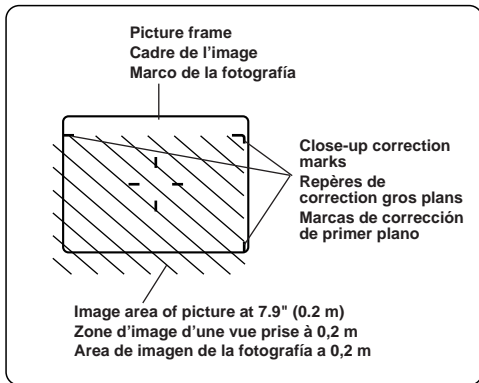 Picture frame
Cadre de l'image
Marco de la fotografía
Close-up correction
marks
Repères de
correction gros plans
Marcas de corrección
de primer plano
Image area of picture at 7.9" (0.2 m)
Zone d'image d'une vue prise à 0,2 m
Area de imagen de la fotografía a 0,2 m